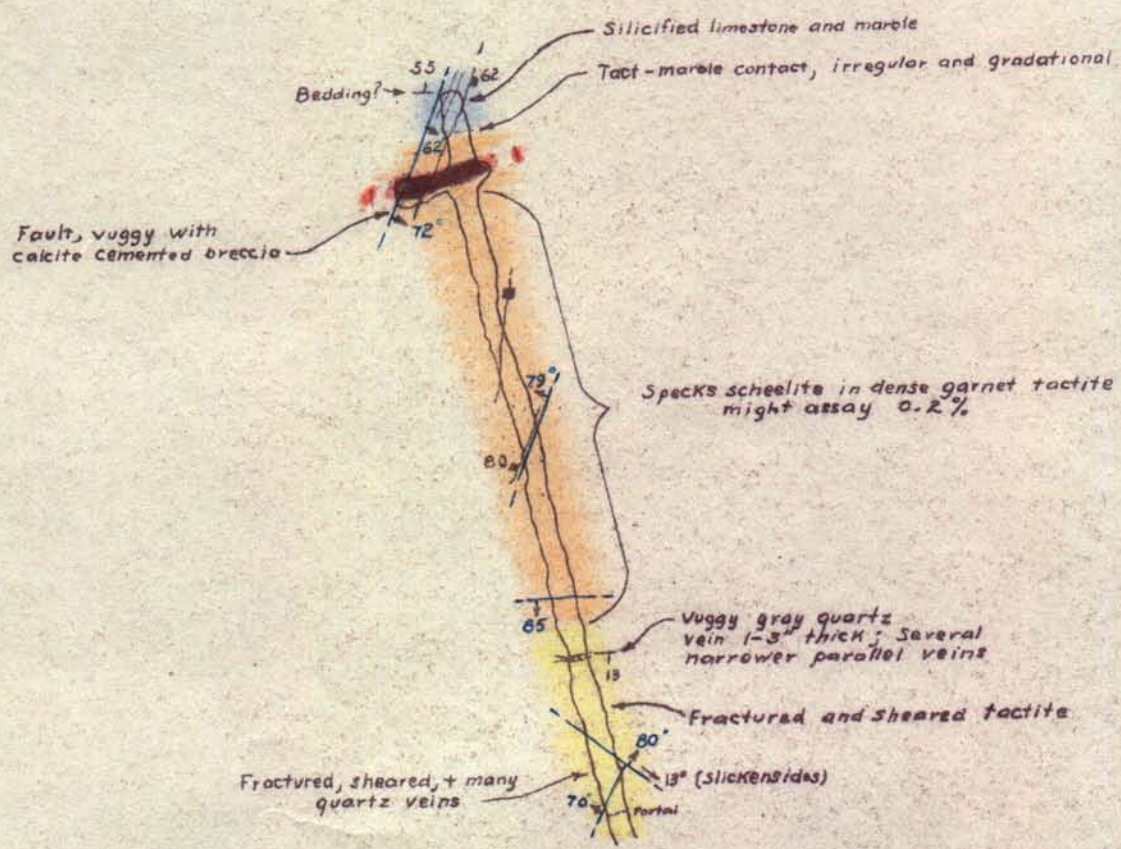 Silicified limestone and marble
Tact-marble contact, irregular and gradational
55
62
Bedding?
62
72°
Fault, vuggy with
calcite cemented breccia
79°
Specks scheelite in dense garnet tactite
might assay 0.2%
80
85
Vuggy gray quartz
vein 1-3" thick; Several
narrower parallel veins
13
Fractured and sheared tactite
80°
13° (slickensides)
Fractured, sheared, + many
quartz veins
70°
Portal